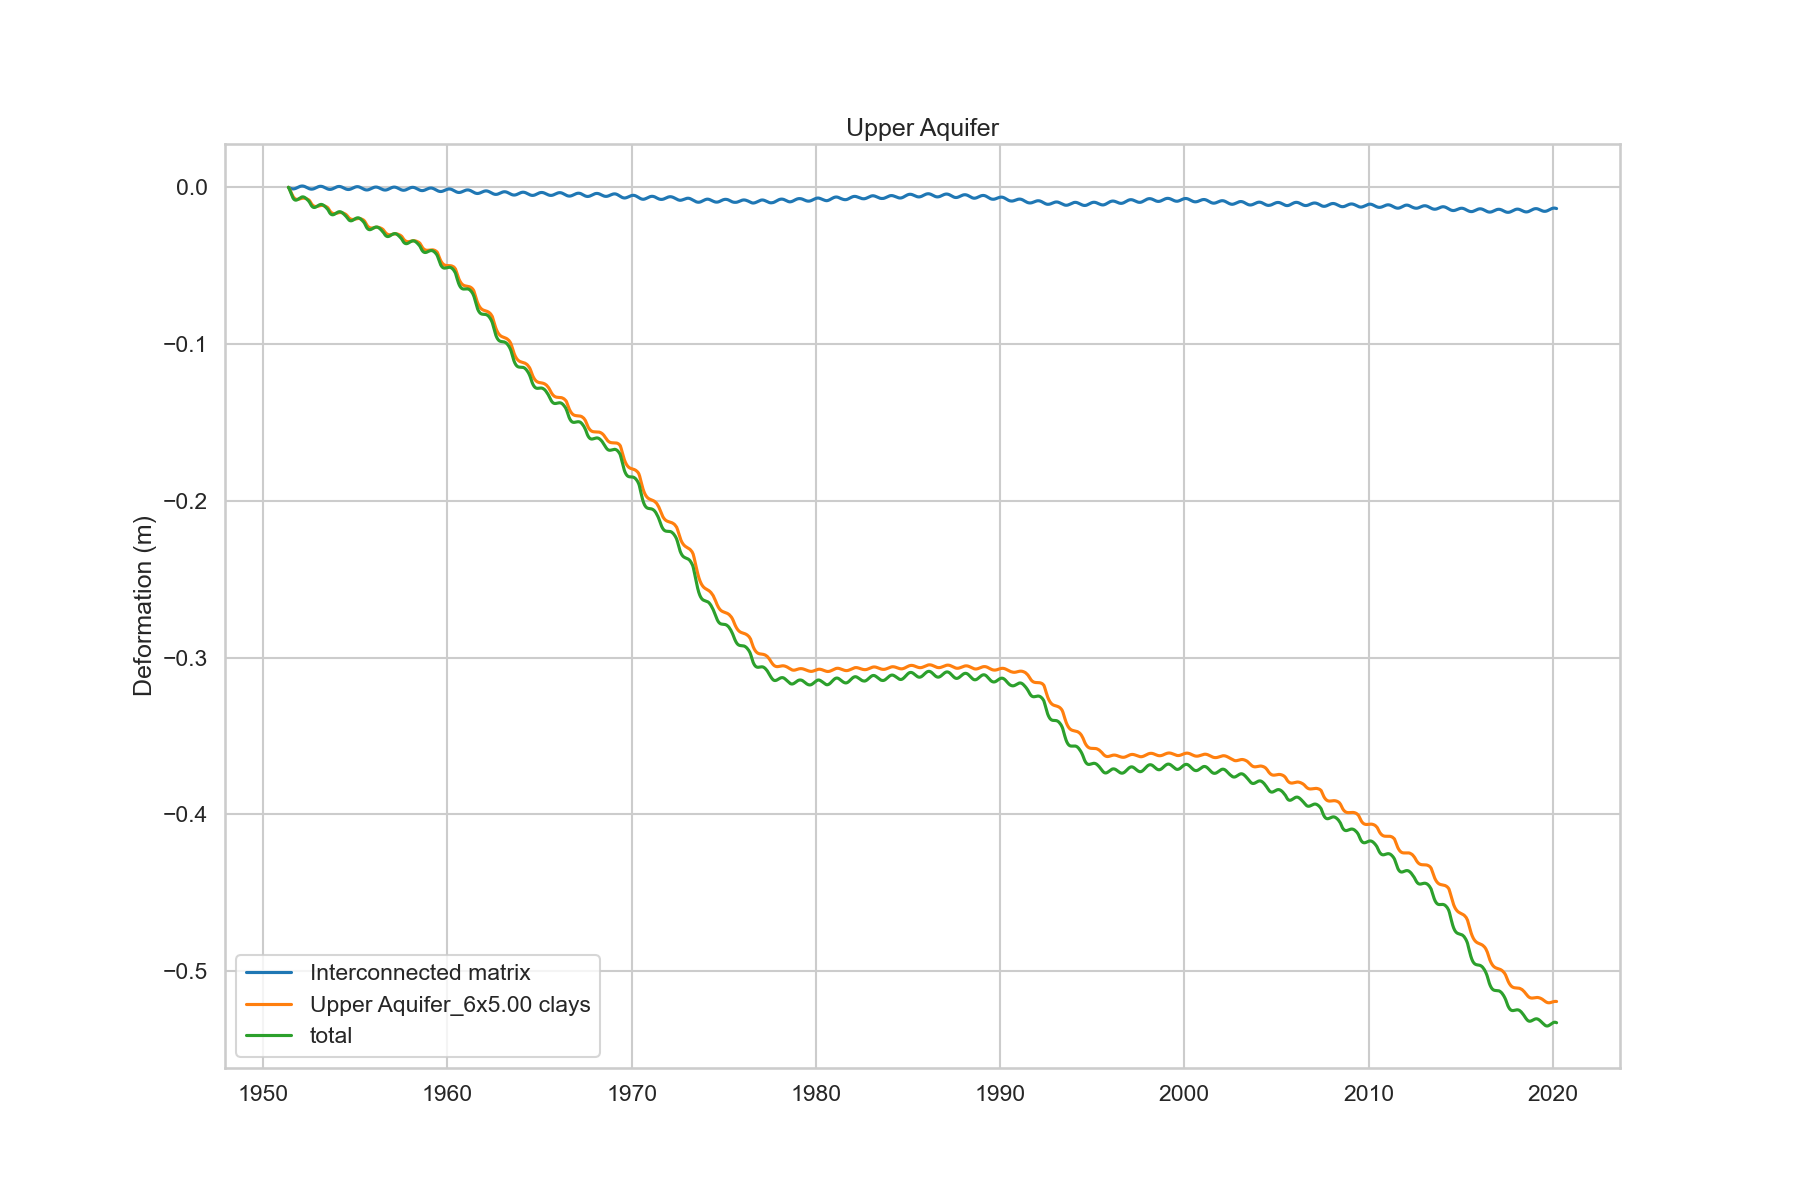 Upper Aquifer
Deformation (m)
0.0
−0.1
−0.2
−0.3
−0.4
−0.5
Interconnected matrix
Upper Aquifer_6x5.00 clays
total
1950 1960 1970 1980 1990 2000 2010 2020